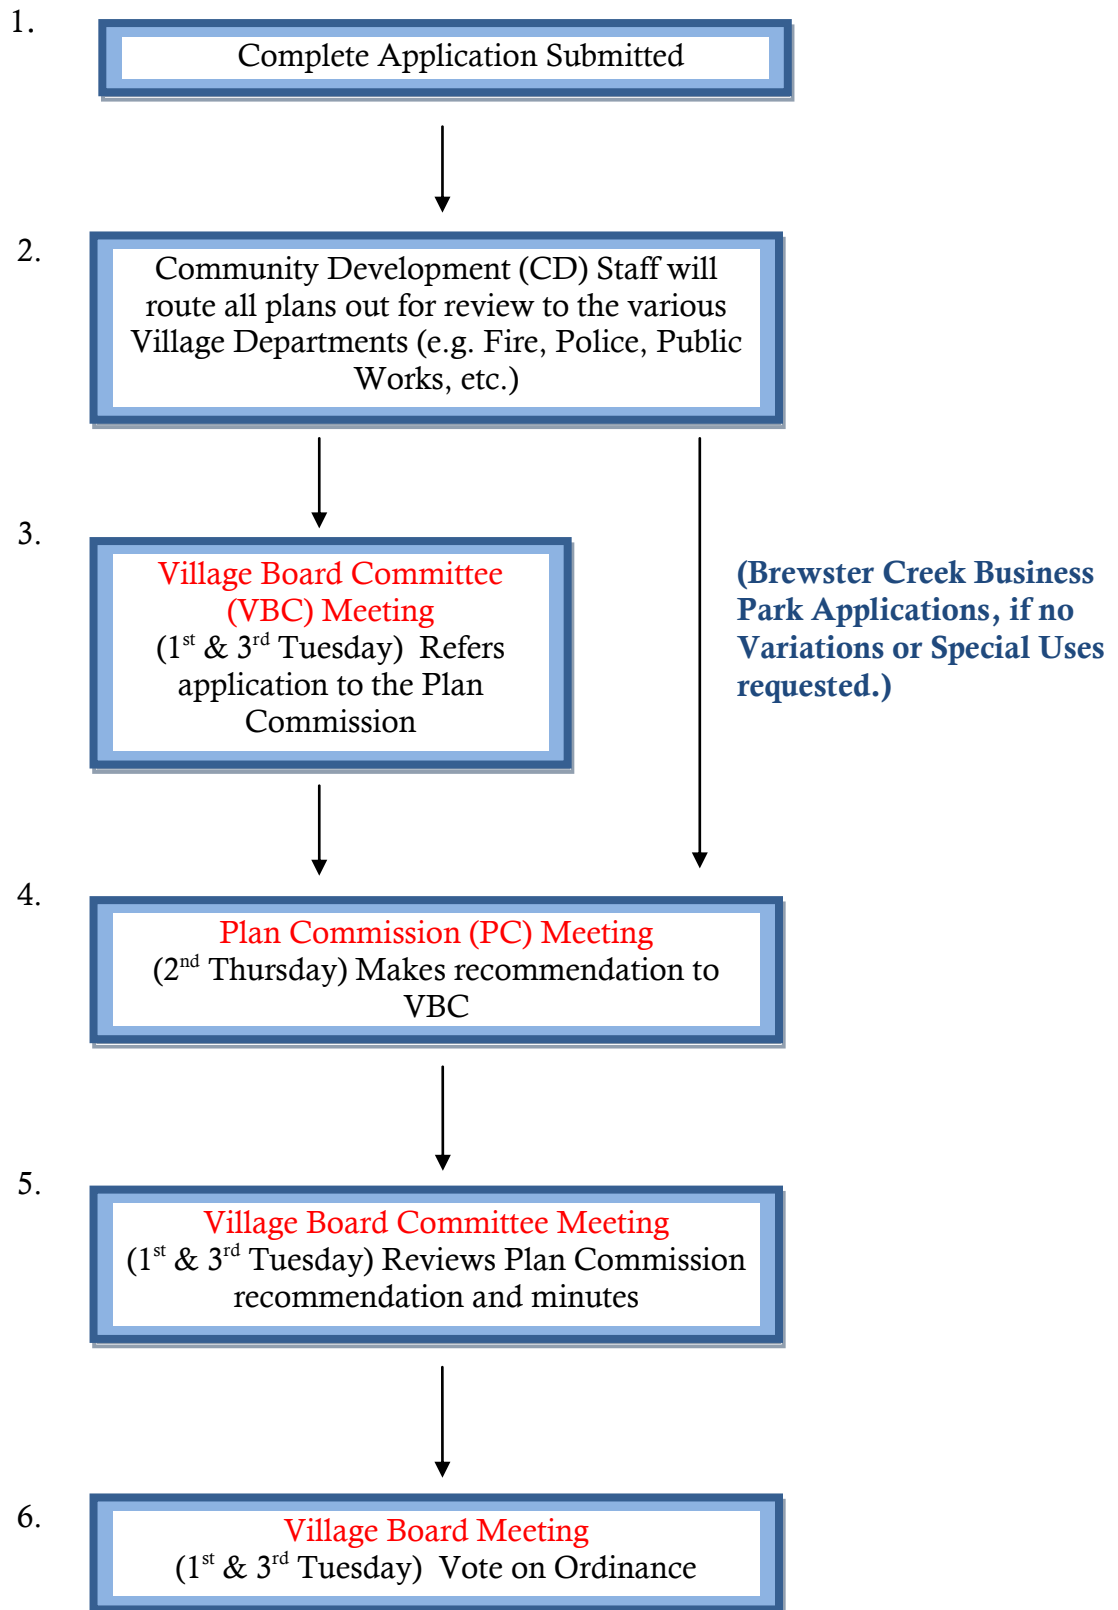 1.
Complete Application Submitted
2.
Community Development (CD) Staff will
route all plans out for review to the various
Village Departments (e.g. Fire, Police, Public
Works, etc.)
3.
Village Board Committee
(VBC) Meeting
(1st & 3rd Tuesday) Refers
application to the Plan
Commission
(Brewster Creek Business
Park Applications, if no
Variations or Special Uses
requested.)
4.
Plan Commission (PC) Meeting
(2nd Thursday) Makes recommendation to
VBC
5.
Village Board Committee Meeting
(1st & 3rd Tuesday) Reviews Plan Commission
recommendation and minutes
6.
Village Board Meeting
(1st & 3rd Tuesday) Vote on Ordinance